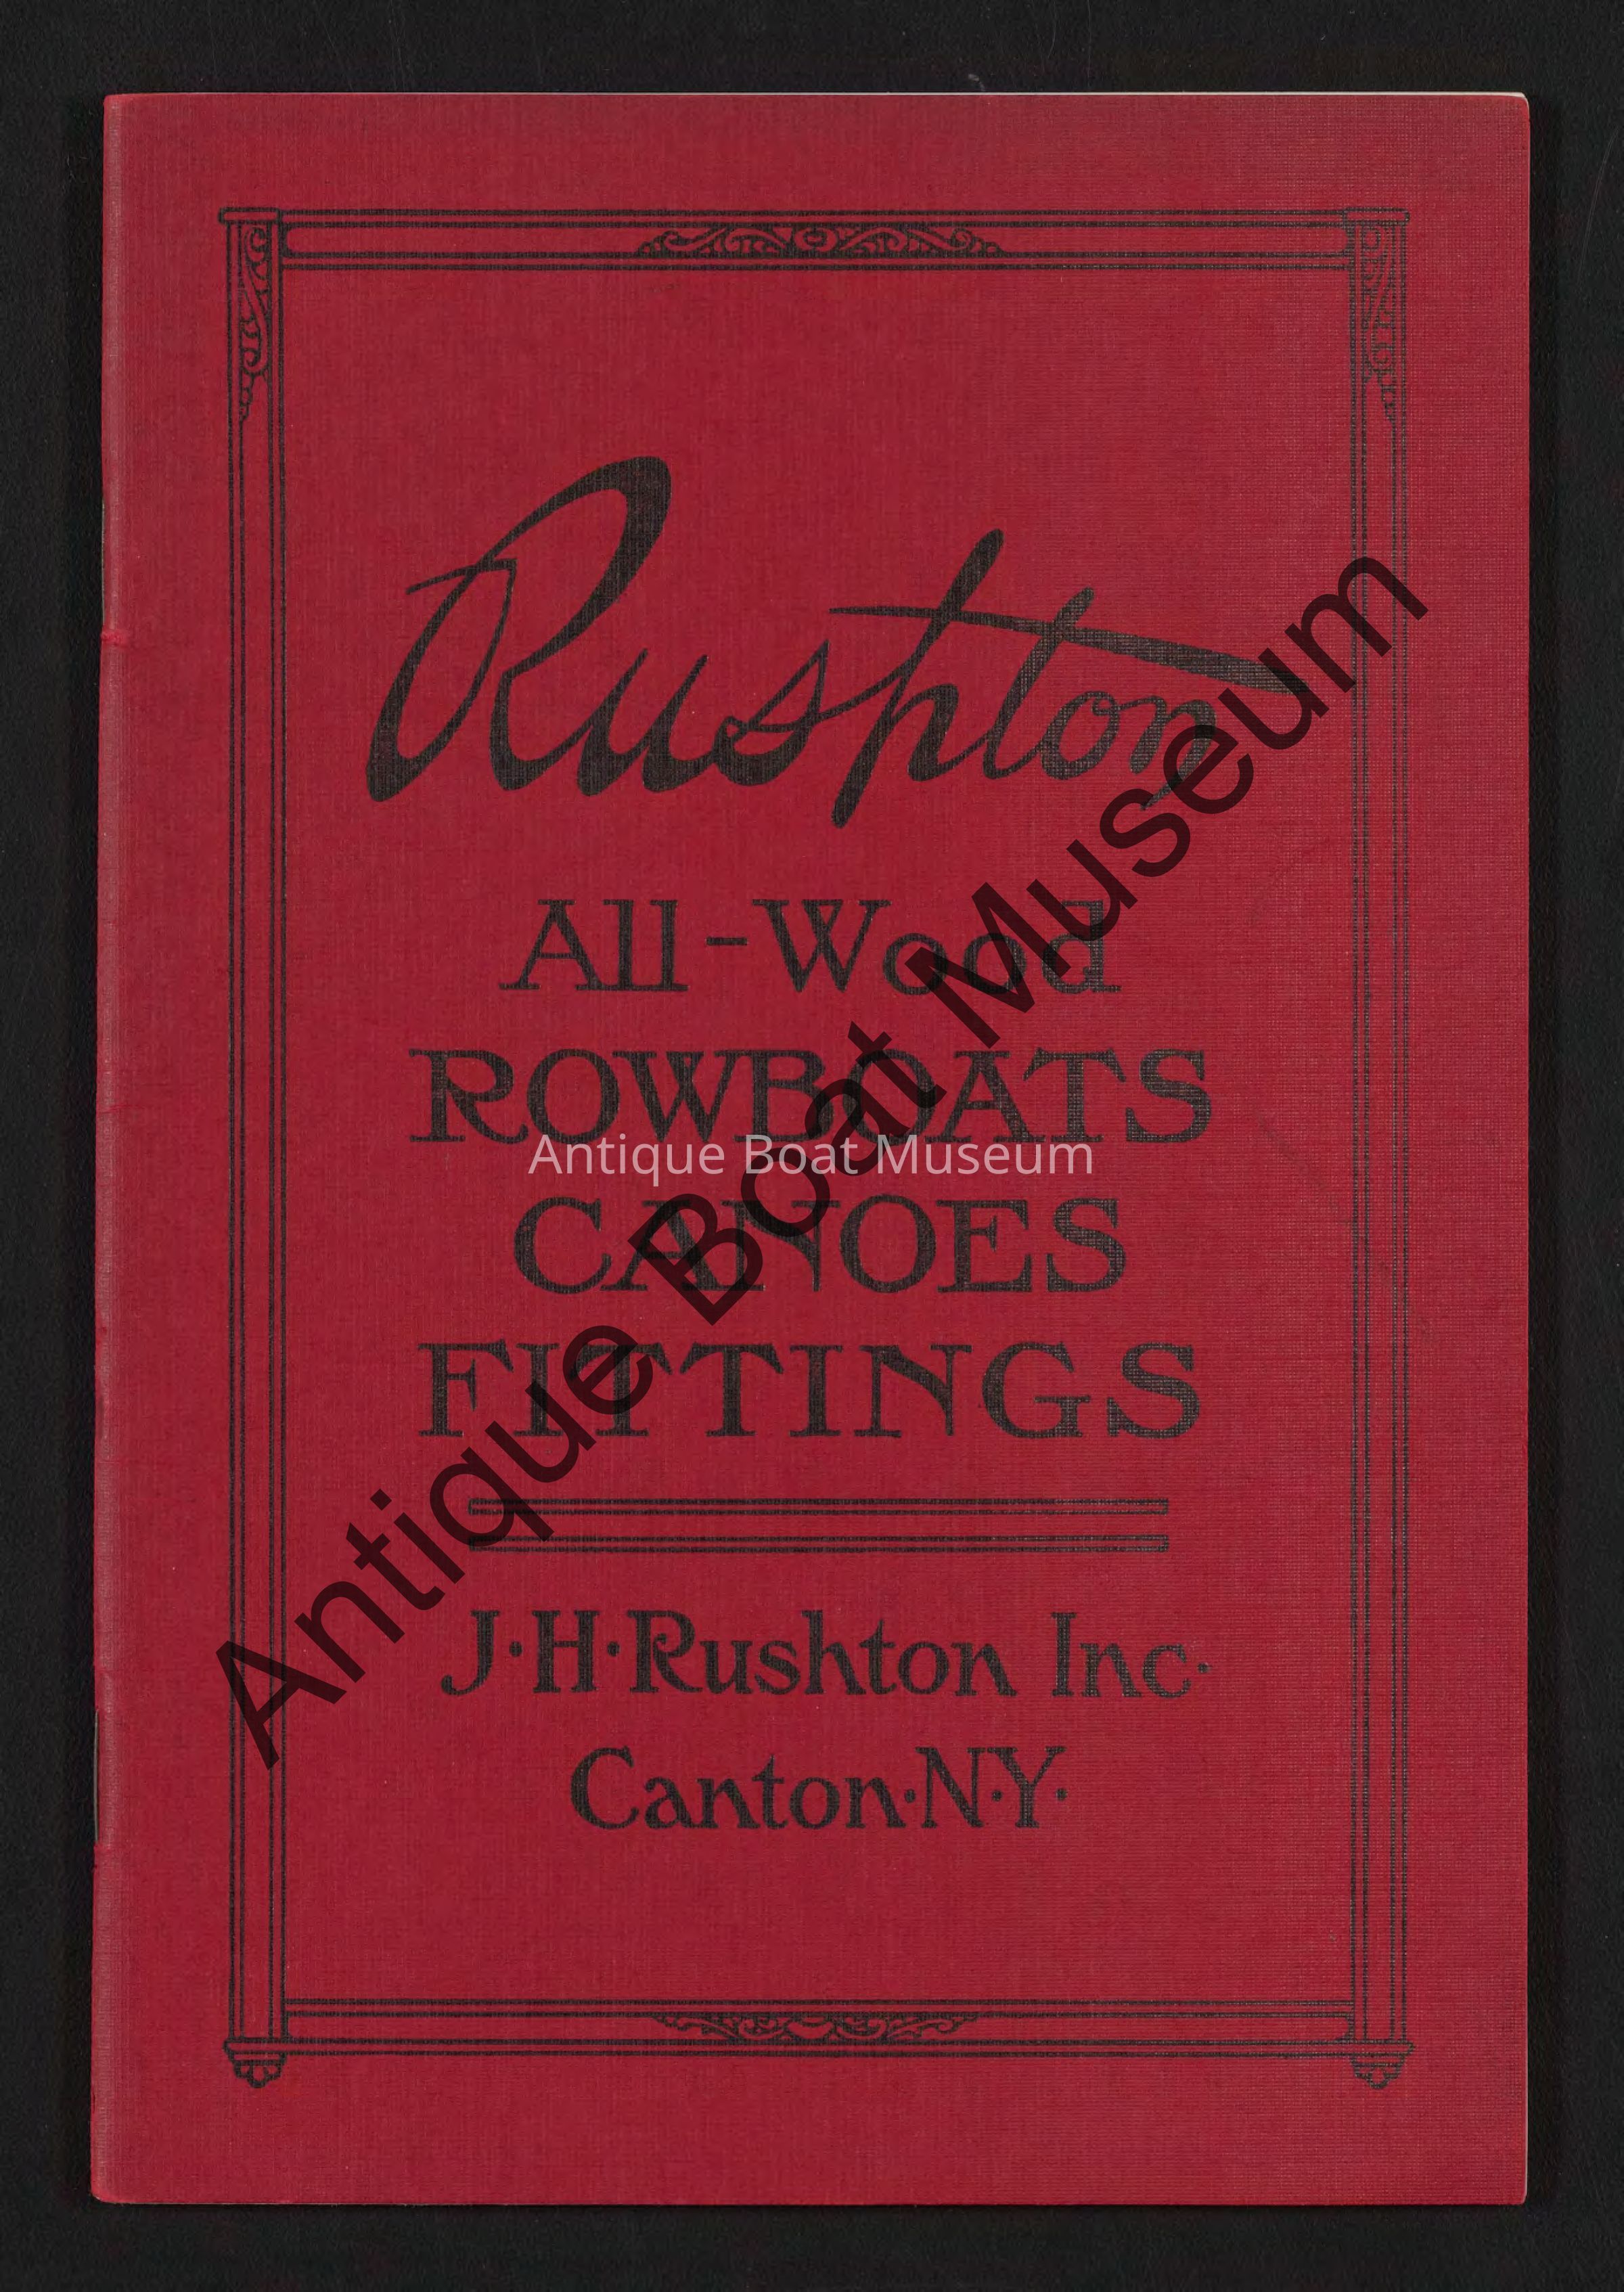 Rushton
All-Wood
ROWBOATS
CANOES
FITTINGS
J·H·Rushton Inc·
Canton·N·Y·
Antique Boat Museum
Antique Boat Museum